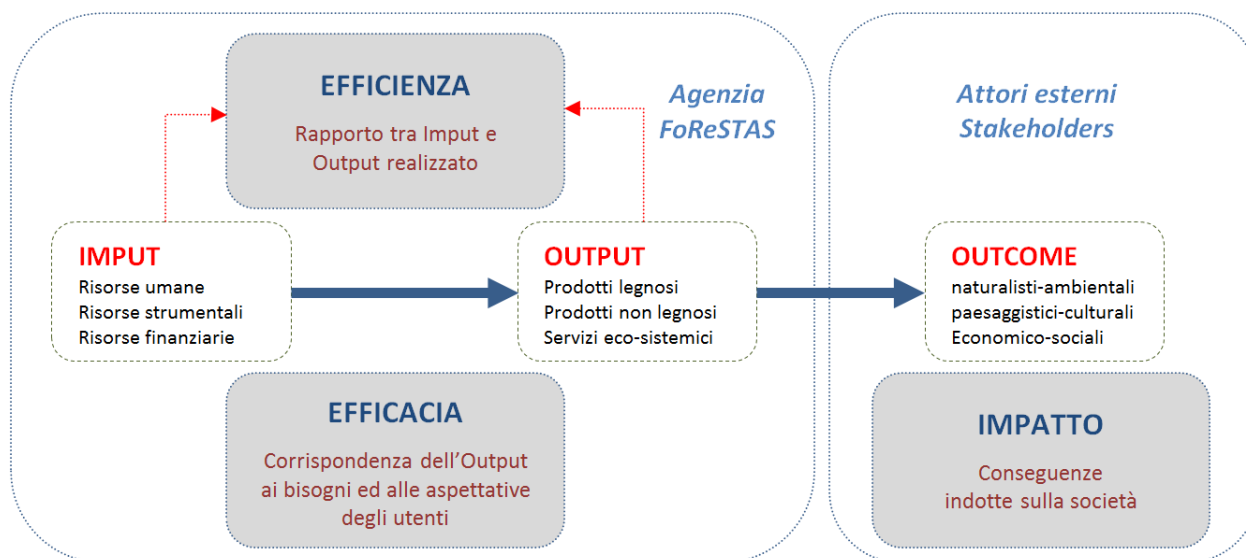 EFFICIENZA
Rapporto tra Imput e
Output realizzato
Agenzia
FoReSTAS
Attori esterni
Stakeholders
IMPUT
Risorse umane
Risorse strumentali
Risorse finanziarie
OUTPUT
Prodotti legnosi
Prodotti non legnosi
Servizi eco-sistemici
OUTCOME
naturalisti-ambientali
paesaggistici-culturali
Economico-sociali
EFFICACIA
Corrispondenza dell'Output
ai bisogni ed alle aspettative
degli utenti
IMPATTO
Conseguenze
indotte sulla società